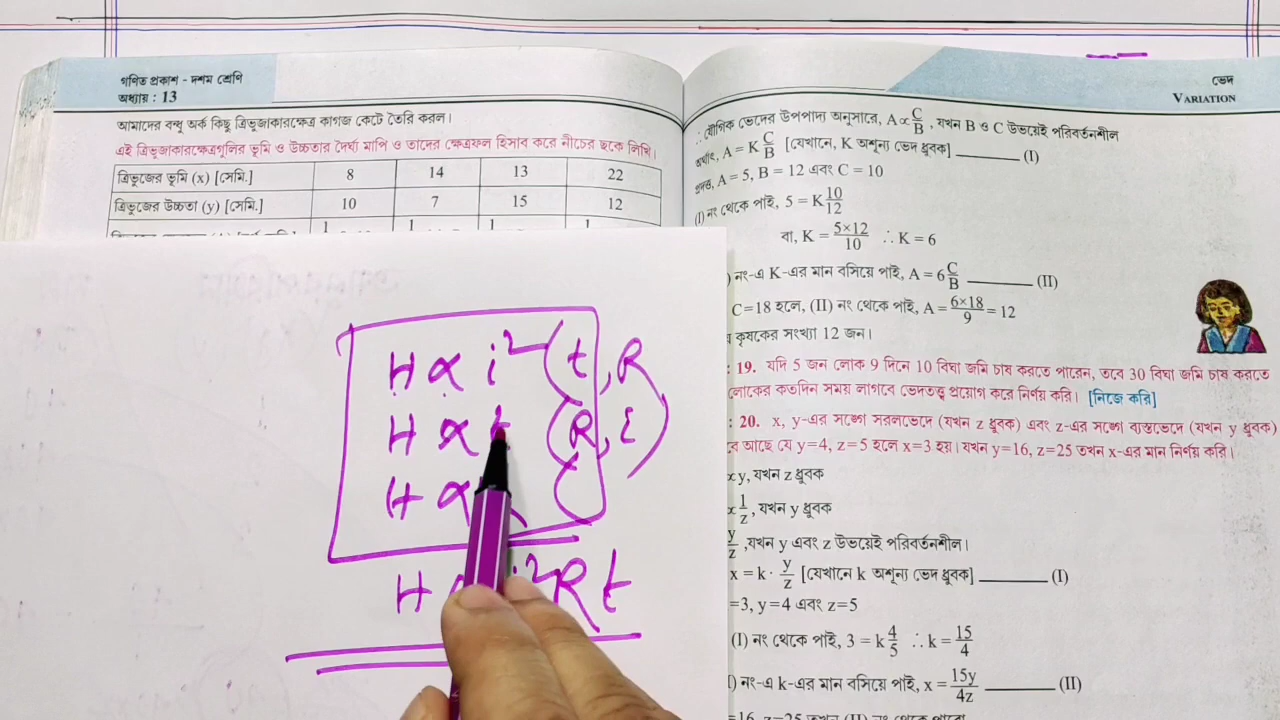 গণিত প্রকাশ - দশম শ্রেণি
অধ্যায় : 13
আমাদের বন্ধু অর্ক কিছু ত্রিভুজাকারক্ষেত্র কাগজ কেটে তৈরি করল।
এই ত্রিভুজাকারক্ষেত্রগুলির ভূমি ও উচ্চতার দৈর্ঘ্য মাপি ও তাদের ক্ষেত্রফল হিসাব করে নীচের ছকে লিখি।
ত্রিভুজের ভূমি (x) [সেমি.] 8 14 13 22
ত্রিভুজের উচ্চতা (y) [সেমি.] 10 7 15 12
H α i² (t, R
H α t (R, i)
H α
H i² R t
ভেদ
VARIATION
∴ যৌগিক ভেদের উপপাদ্য অনুসারে, A ∝ C/B, যখন B ও C উভয়েই পরিবর্তনশীল
অর্থাৎ, A = K C/B [যেখানে, K অশূন্য ভেদ ধ্রুবক] ________ (I)
প্রদত্ত, A = 5, B = 12 এবং C = 10
(I) নং থেকে পাই, 5 = K 10/12
বা, K = 5×12/10 ∴ K = 6
) নং-এ K-এর মান বসিয়ে পাই, A = 6 C/B ________ (II)
C=18 হলে, (II) নং থেকে পাই, A = 6×18/9 = 12
কৃষকের সংখ্যা 12 জন।
: 19. যদি 5 জন লোক 9 দিনে 10 বিঘা জমি চাষ করতে পারেন, তবে 30 বিঘা জমি চাষ করতে
লোকের কতদিন সময় লাগবে ভেদতত্ত্ব প্রয়োগ করে নির্ণয় করি। [নিজে করি]
: 20. x, y-এর সঙ্গে সরলভেদে (যখন z ধ্রুবক) এবং z-এর সঙ্গে ব্যস্তভেদে (যখন y ধ্রুবক)
আছে যে y=4, z=5 হলে x=3 হয়। যখন y=16, z=25 তখন x-এর মান নির্ণয় করি।
y, যখন z ধ্রুবক
1/z, যখন y ধ্রুবক
y/z, যখন y এবং z উভয়েই পরিবর্তনশীল।
x = k · y/z [যেখানে k অশূন্য ভেদ ধ্রুবক] ________ (I)
=3, y=4 এবং z=5
(I) নং থেকে পাই, 3 = k 4/5 ∴ k = 15/4
) নং-এ k-এর মান বসিয়ে পাই, x = 15y/4z ________ (II)